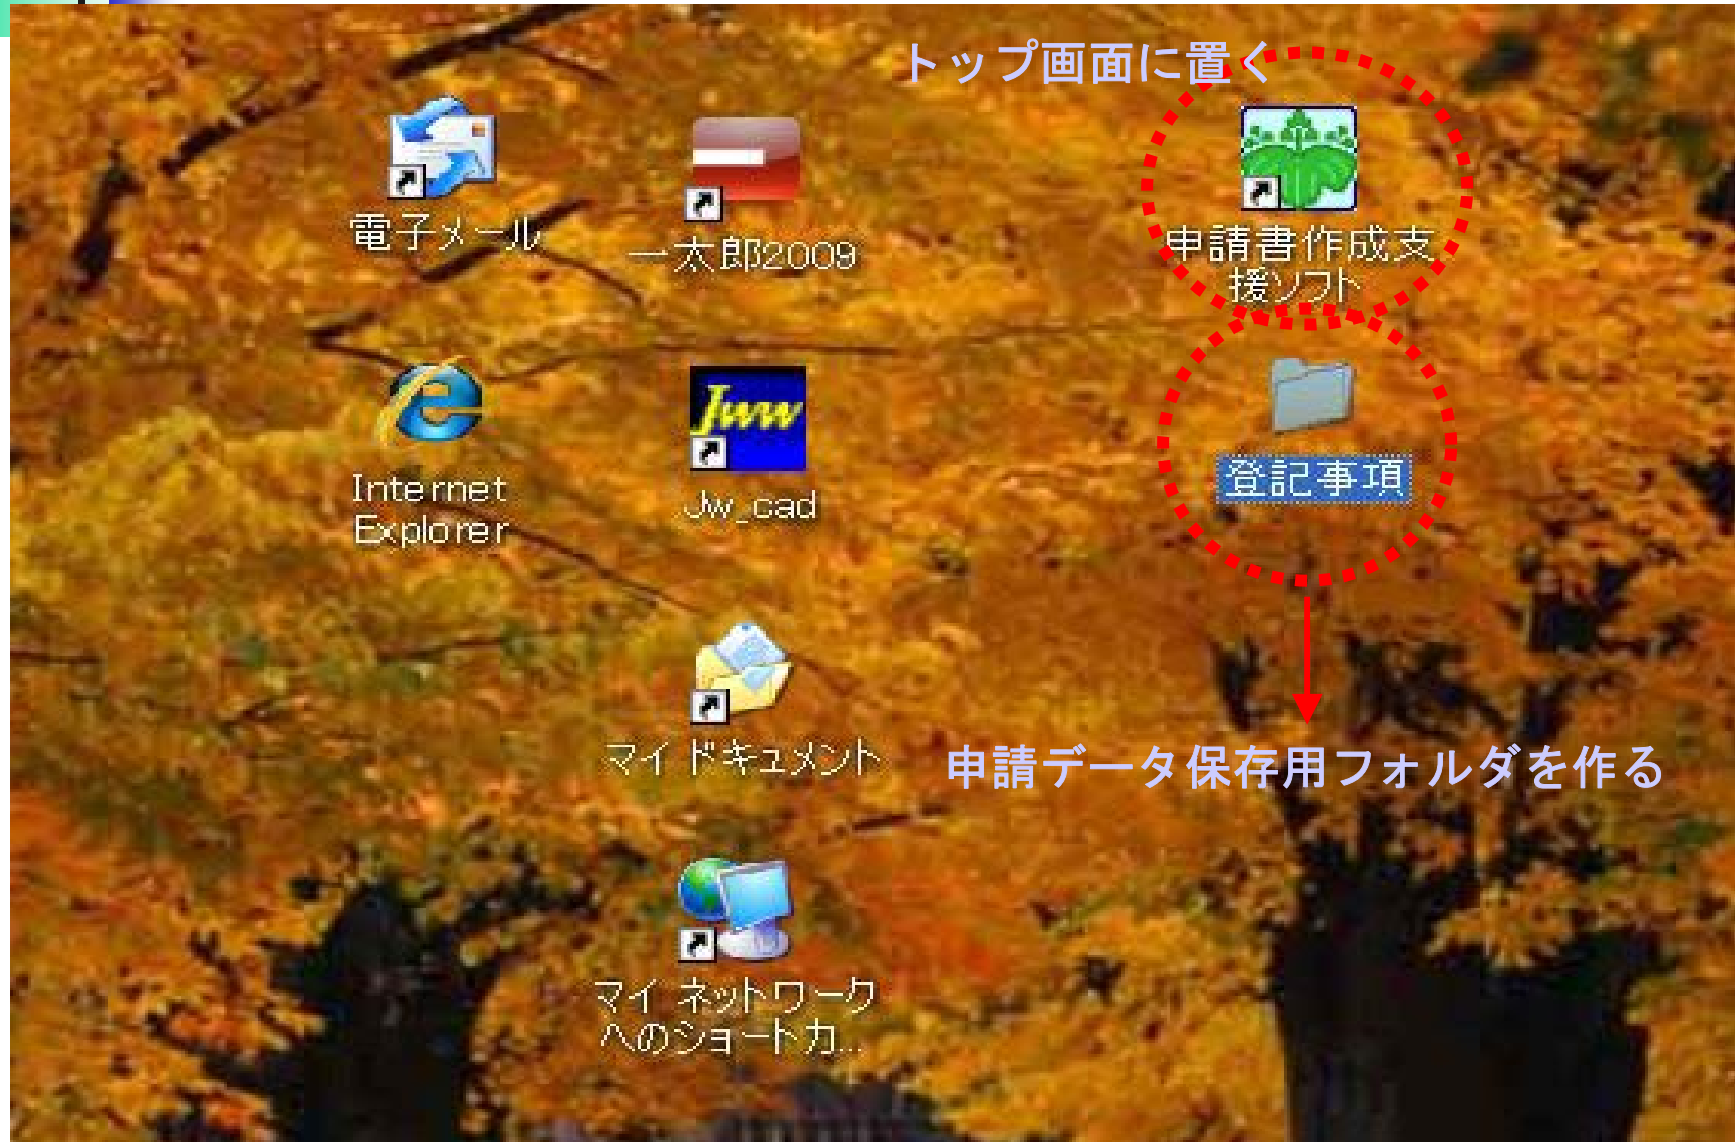 トップ画面に置く
電子メール
一太郎2009
申請書作成支
援ソフト
Internet
Explorer
Jww
Jw_cad
登記事項
マイ ドキュメント
申請データ保存用フォルダを作る
マイ ネットワーク
へのショートカ...